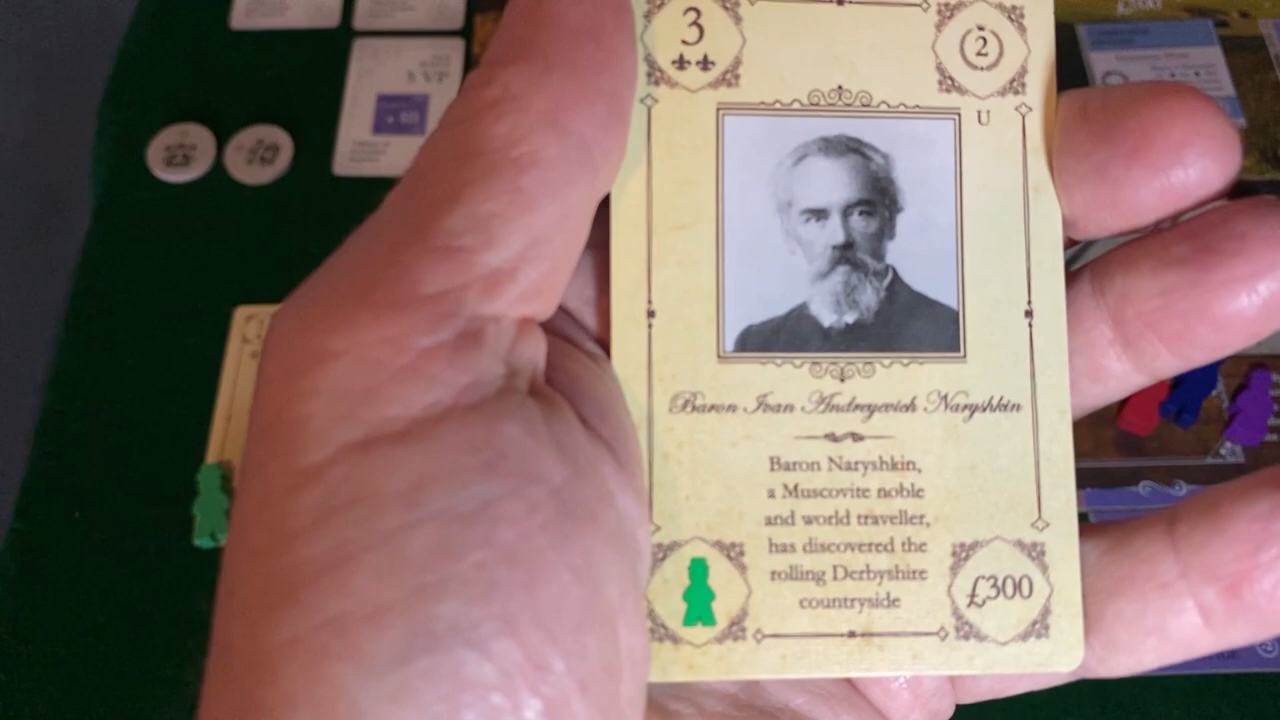 3
2
U
Baron Ivan Andreyevich Naryshkin
Baron Naryshkin,
a Muscovite noble
and world traveller,
has discovered the
rolling Derbyshire
countryside
£300